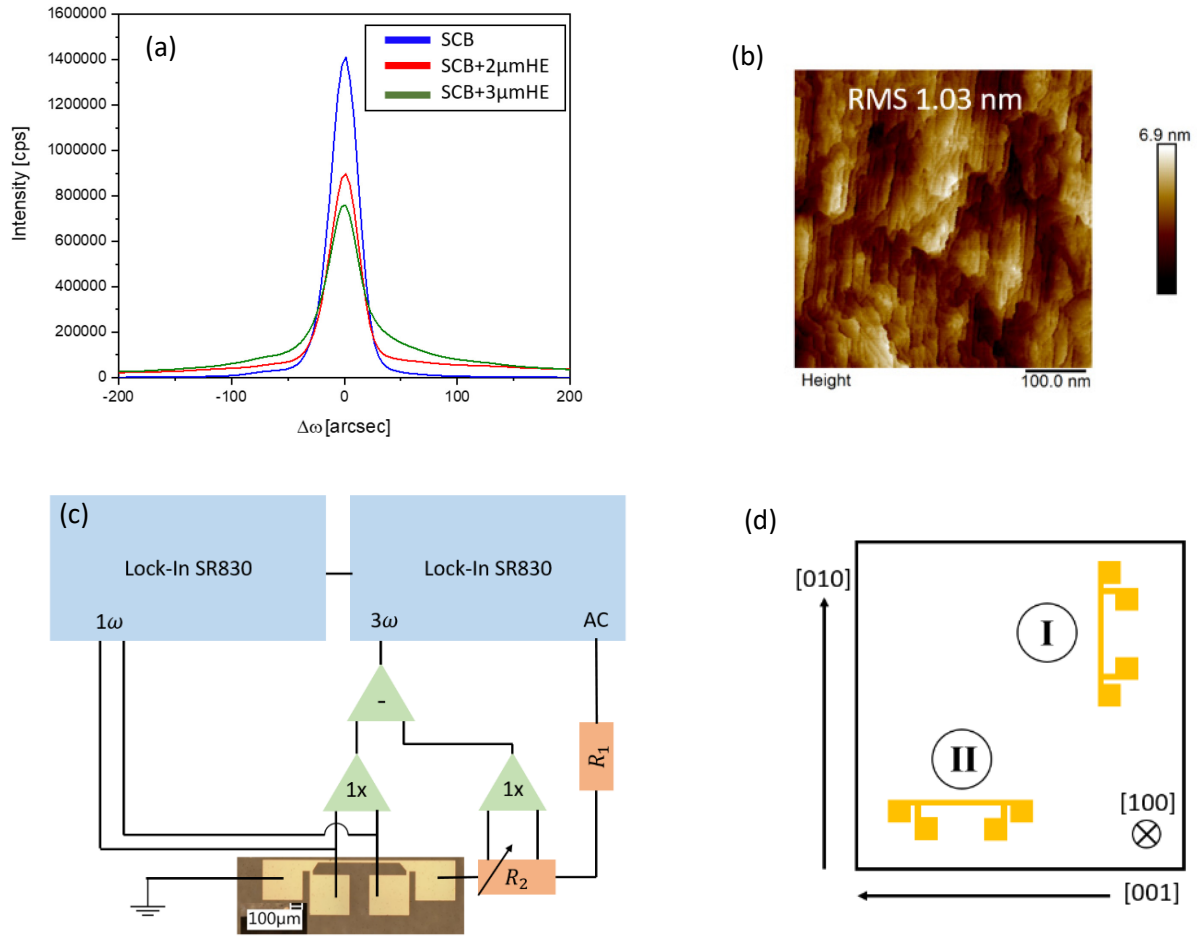 (a)
1600000
1400000
1200000
1000000
800000
600000
400000
200000
0
-200
-100
0
100
200
Intensity [cps]
Δω [arcsec]
SCB
SCB+2μmHE
SCB+3μmHE
(b)
RMS 1.03 nm
6.9 nm
Height
100.0 nm
(c)
Lock-In SR830
Lock-In SR830
1ω
3ω
AC
-
R₁
1x
1x
R₂
100μm
(d)
[010]
I
II
[100]
[001]